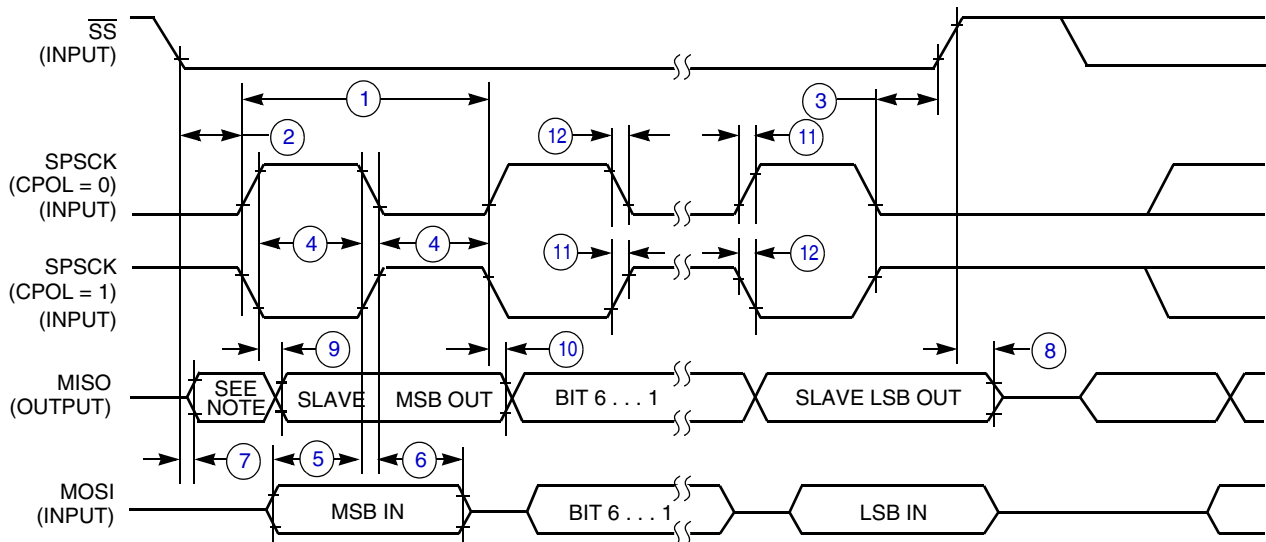 SS
(INPUT)
1
3
2
12
11
SPSCK
(CPOL = 0)
(INPUT)
4
4
11
12
SPSCK
(CPOL = 1)
(INPUT)
9
10
8
MISO
(OUTPUT)
SEE
NOTE
SLAVE MSB OUT
BIT 6 . . . 1
SLAVE LSB OUT
7
5
6
MOSI
(INPUT)
MSB IN
BIT 6 . . . 1
LSB IN